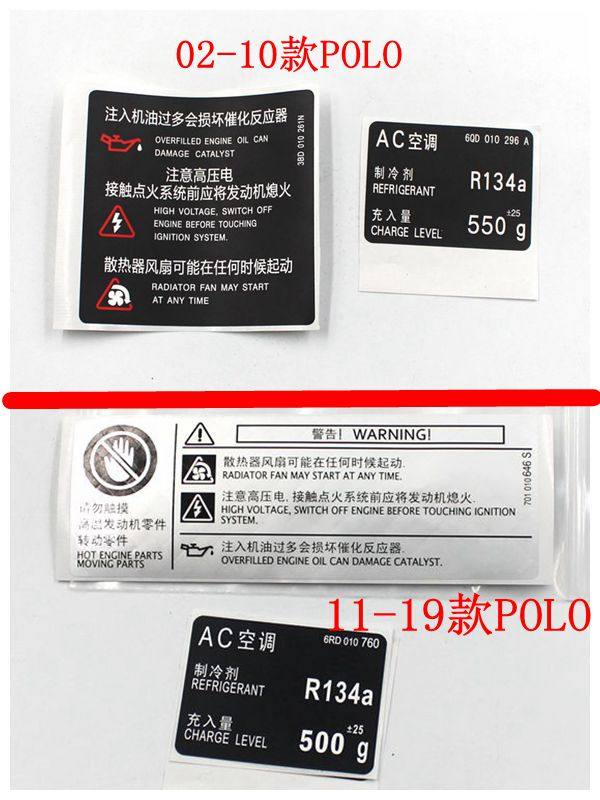 02-10款POLO
注入机油过多会损坏催化反应器
OVERFILLED ENGINE OIL CAN
DAMAGE CATALYST
注意高压电
接触点火系统前应将发动机熄火
HIGH VOLTAGE, SWITCH OFF
ENGINE BEFORE TOUCHING
IGNITION SYSTEM.
散热器风扇可能在任何时候起动
RADIATOR FAN MAY START
AT ANY TIME
3BD 010 261N
AC空调 6QD 010 296 A
制冷剂
REFRIGERANT R134a
充入量 ±25
CHARGE LEVEL 550 g
请勿触摸
高温发动机零件
转动零件
HOT ENGINE PARTS
MOVING PARTS
警告! WARNING!
散热器风扇可能在任何时候起动.
RADIATOR FAN MAY START AT ANY TIME.
注意高压电, 接触点火系统前应将发动机熄火.
HIGH VOLTAGE, SWITCH OFF ENGINE BEFORE TOUCHING IGNITION
SYSTEM.
注入机油过多会损坏催化反应器.
OVERFILLED ENGINE OIL CAN DAMAGE CATALYST.
701 010 646 S
11-19款POLO
AC空调 6RD 010 760
制冷剂
REFRIGERANT R134a
充入量 ±25
CHARGE LEVEL 500 g